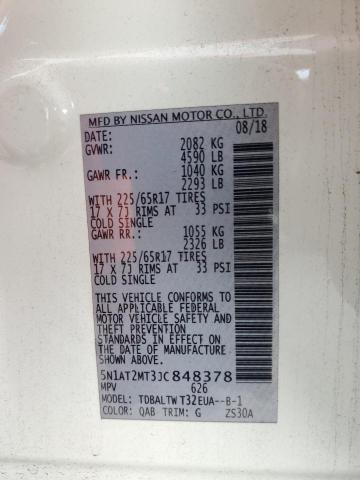 MFD BY NISSAN MOTOR CO., LTD.
DATE: 08/18
GVWR: 2082 KG
4590 LB
GAWR FR.: 1040 KG
2293 LB
WITH 225/65R17 TIRES
17 X 7J RIMS AT 33 PSI
COLD SINGLE
GAWR RR.: 1055 KG
2326 LB
WITH 225/65R17 TIRES
17 X 7J RIMS AT 33 PSI
COLD SINGLE
THIS VEHICLE CONFORMS TO
ALL APPLICABLE FEDERAL
MOTOR VEHICLE SAFETY AND
THEFT PREVENTION
STANDARDS IN EFFECT ON
THE DATE OF MANUFACTURE
SHOWN ABOVE.
5N1AT2MT3JC848378
MPV 626
MODEL: TDBALTW T32EUA--B-1
COLOR: QAB TRIM: G ZS30A